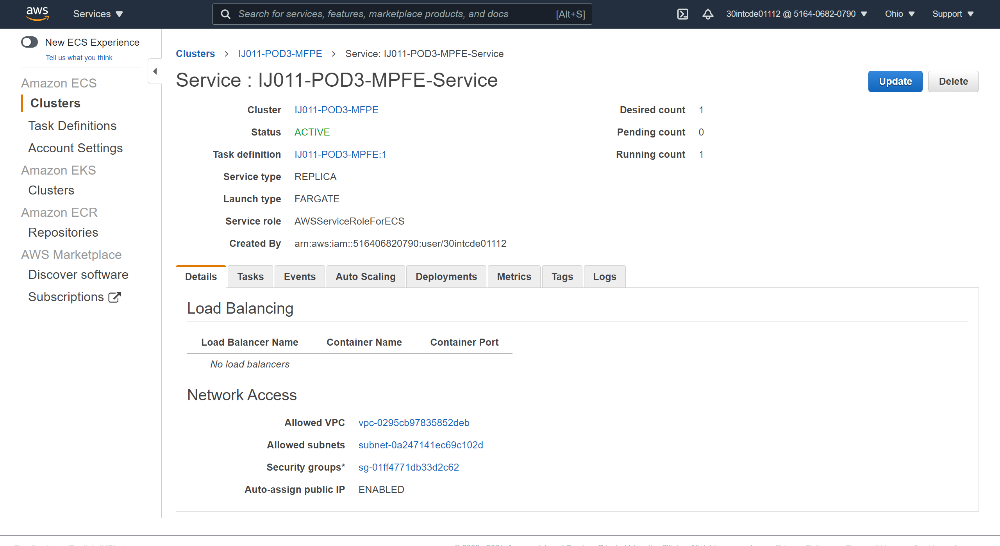 aws Services Search for services, features, marketplace products, and docs [Alt+S] 30intcde01112 @ 5164-0682-0790 Ohio Support
New ECS Experience
Tell us what you think
Amazon ECS
Clusters
Task Definitions
Account Settings
Amazon EKS
Clusters
Amazon ECR
Repositories
AWS Marketplace
Discover software
Subscriptions
Clusters > IJ011-POD3-MFPE > Service: IJ011-POD3-MPFE-Service
Service : IJ011-POD3-MPFE-Service
Update Delete
Cluster IJ011-POD3-MFPE
Status ACTIVE
Task definition IJ011-POD3-MPFE:1
Service type REPLICA
Launch type FARGATE
Service role AWSServiceRoleForECS
Created By arn:aws:iam::516406820790:user/30intcde01112
Desired count 1
Pending count 0
Running count 1
Details Tasks Events Auto Scaling Deployments Metrics Tags Logs
Load Balancing
Load Balancer Name Container Name Container Port
No load balancers
Network Access
Allowed VPC vpc-0295cb97835852deb
Allowed subnets subnet-0a247141ec69c102d
Security groups* sg-01ff4771db33d2c62
Auto-assign public IP ENABLED